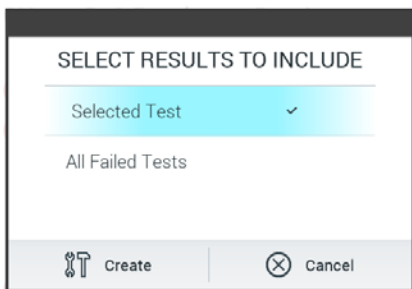 SELECT RESULTS TO INCLUDE
Selected Test
All Failed Tests
Create
Cancel